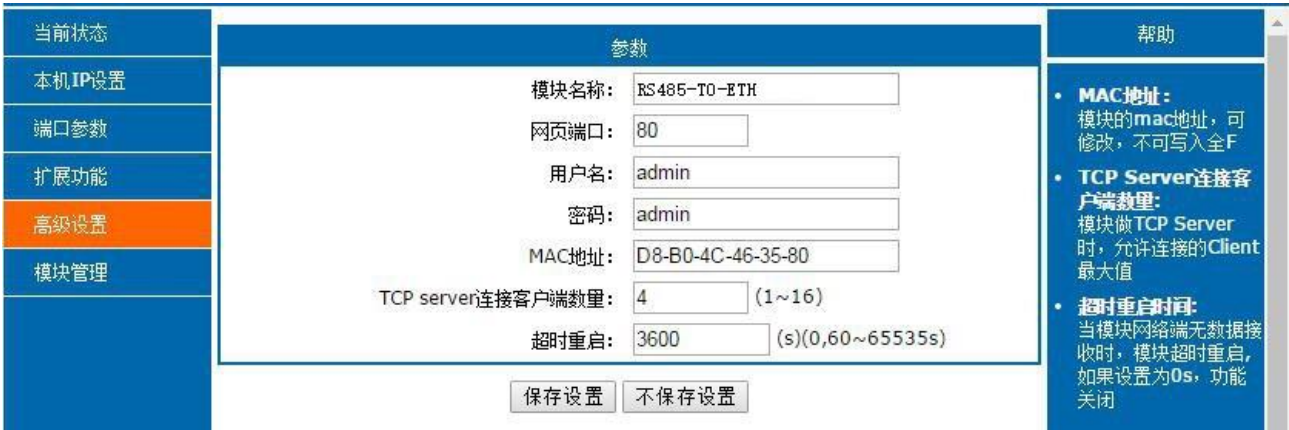 当前状态
本机IP设置
端口参数
扩展功能
高级设置
模块管理
参数
模块名称: RS485-TO-ETH
网页端口: 80
用户名: admin
密码: admin
MAC地址: D8-B0-4C-46-35-80
TCP server连接客户端数量: 4 (1~16)
超时重启: 3600 (s)(0,60~65535s)
保存设置 不保存设置
帮助
• MAC地址:
模块的mac地址，可
修改，不可写入全F
• TCP Server连接客
户端数量:
模块做TCP Server
时，允许连接的Client
最大值
• 超时重启时间:
当模块网络端无数据接
收时，模块超时重启,
如果设置为0s，功能
关闭